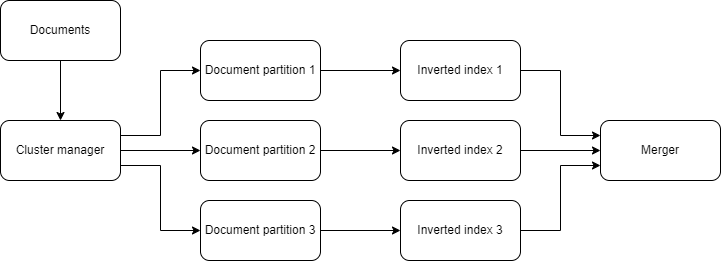 Documents
Document partition 1
Inverted index 1
Cluster manager
Document partition 2
Inverted index 2
Merger
Document partition 3
Inverted index 3